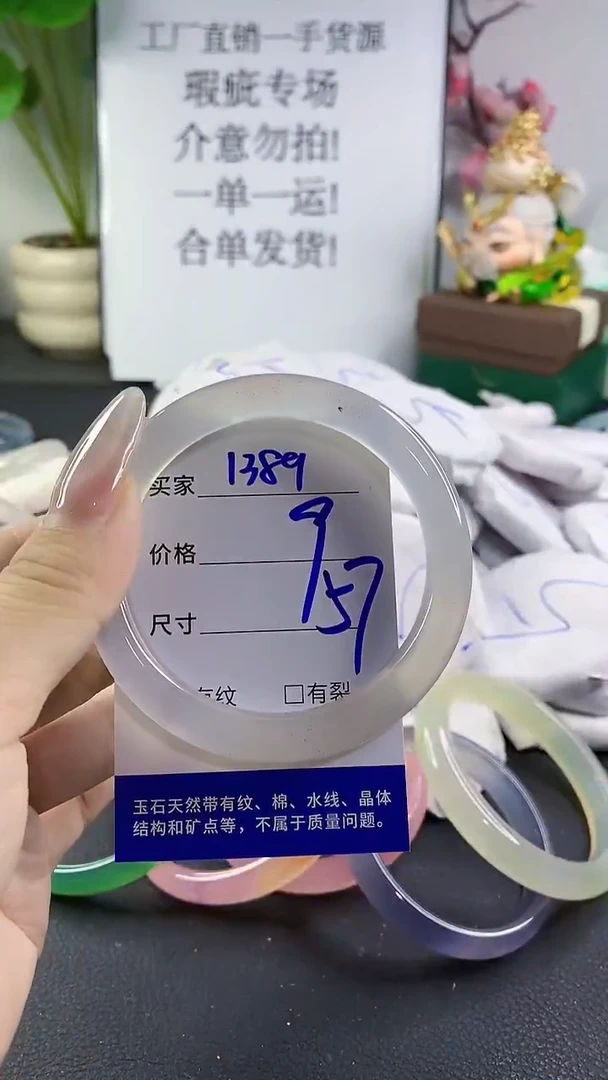 工厂直销一手货源
瑕疵专场
介意勿拍!
一单一运!
合单发货!
买家 1389
价格
尺寸 57
有纹 □有裂
玉石天然带有纹、棉、水线、晶体
结构和矿点等，不属于质量问题。